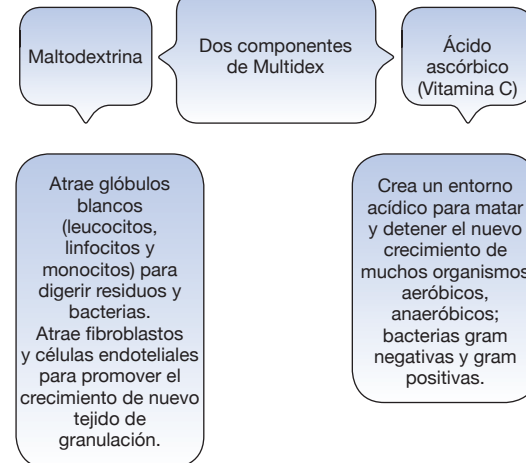 Maltodextrina
Dos componentes
de Multidex
Ácido
ascórbico
(Vitamina C)
Atrae glóbulos
blancos
(leucocitos,
linfocitos y
monocitos) para
digerir residuos y
bacterias.
Atrae fibroblastos
y células endoteliales
para promover el
crecimiento de nuevo
tejido de
granulación.
Crea un entorno
acídico para matar
y detener el nuevo
crecimiento de
muchos organismos
aeróbicos,
anaeróbicos;
bacterias gram
negativas y gram
positivas.